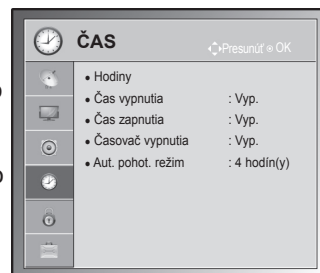 ČAS
Presunúť OK
• Hodiny
• Čas vypnutia : Vyp.
• Čas zapnutia : Vyp.
• Časovač vypnutia : Vyp.
• Aut. pohot. režim : 4 hodín(y)